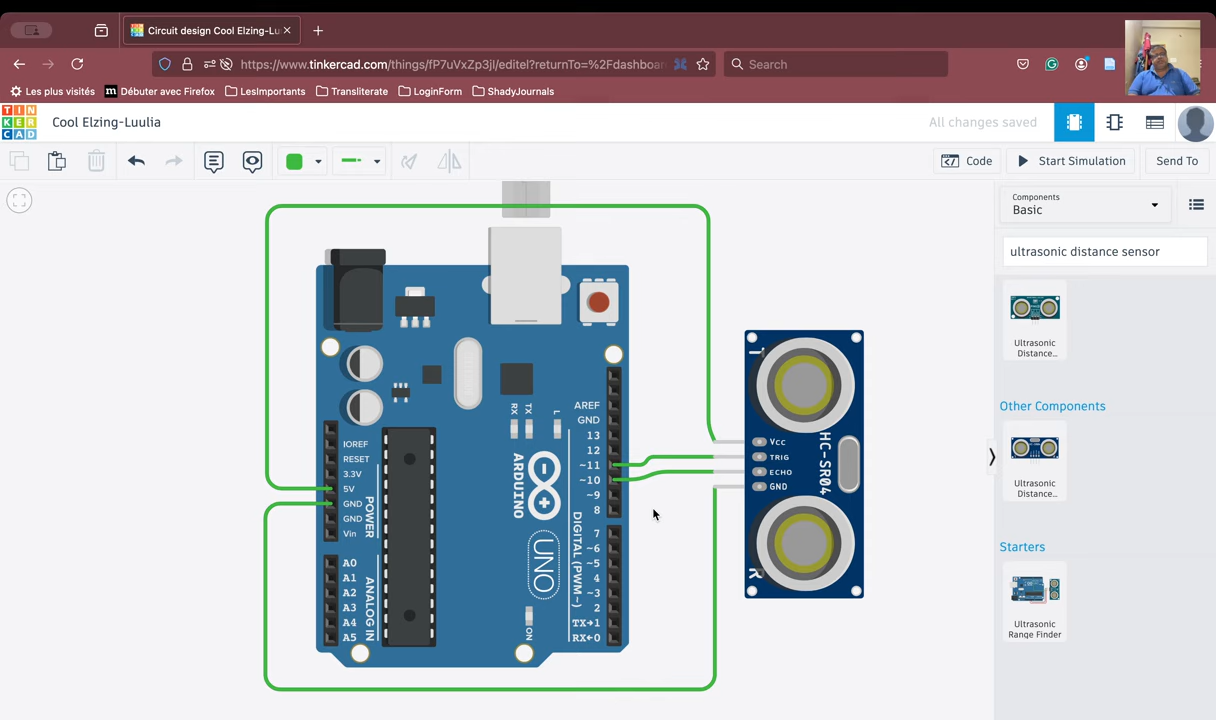 Circuit design Cool Elzing-Lu
https://www.tinkercad.com/things/fP7uVxZp3jl/editel?returnTo=%2Fdashboar
Search
Les plus visités
Débuter avec Firefox
LesImportants
Transliterate
LoginForm
ShadyJournals
TIN
KER
CAD
Cool Elzing-Luulia
All changes saved
Code
Start Simulation
Send To
Components
Basic
ultrasonic distance sensor
Ultrasonic
Distance...
Other Components
Ultrasonic
Distance...
Starters
Ultrasonic
Range Finder
RX
TX
L
AREF
GND
13
12
~11
~10
~9
8
7
~6
~5
4
~3
2
TX→1
RX←0
DIGITAL (PWM~)
ARDUINO
UNO
ON
IOREF
RESET
3.3V
5V
GND
GND
Vin
POWER
A0
A1
A2
A3
A4
A5
ANALOG IN
T
Vcc
TRIG
ECHO
GND
HC-SR04
R